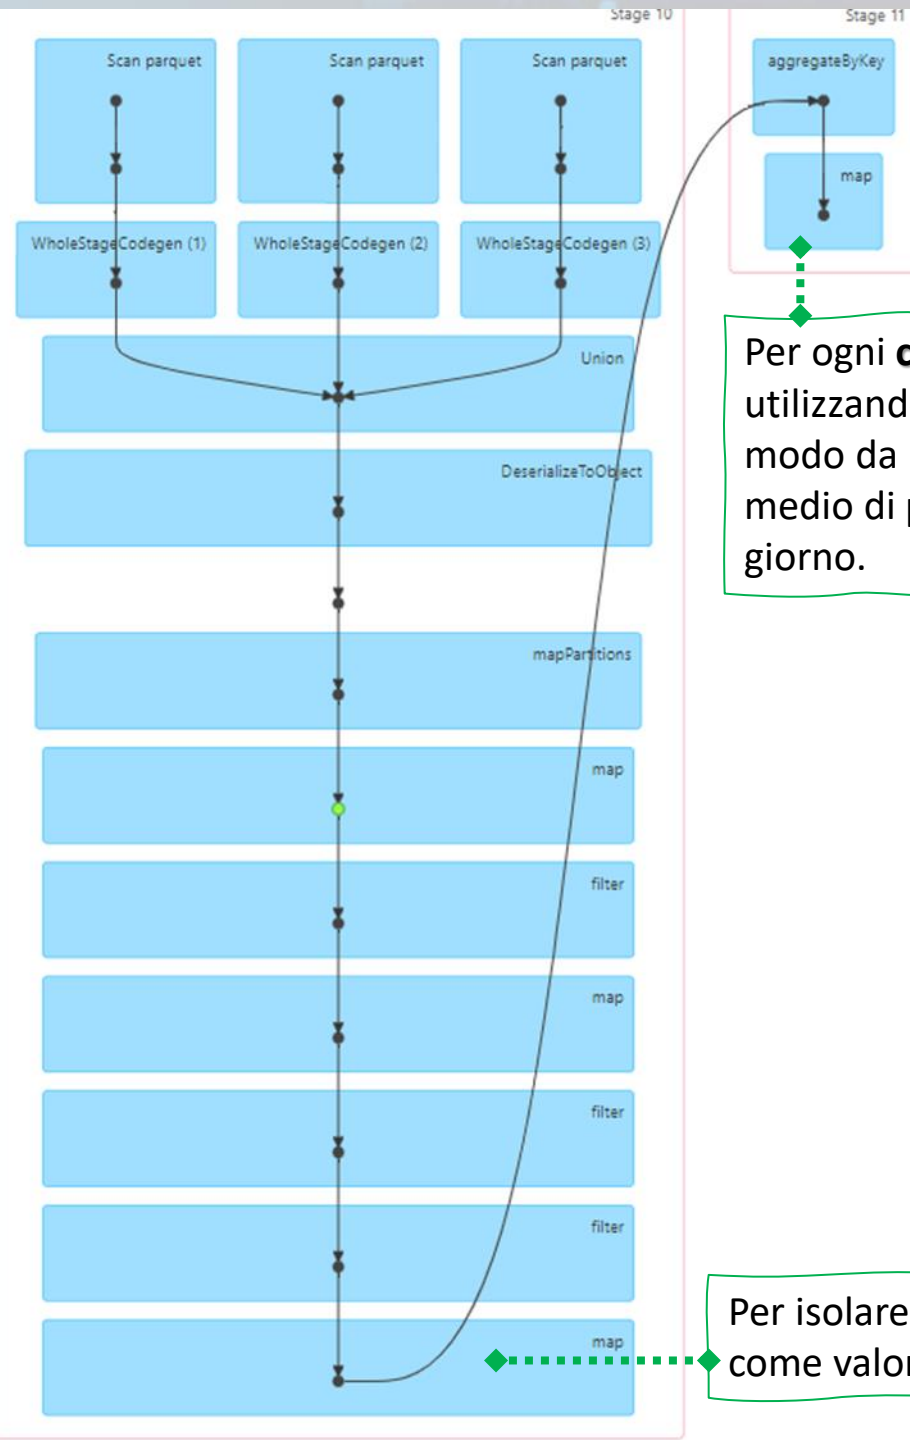 Stage 10
Scan parquet
Scan parquet
Scan parquet
WholeStageCodegen (1)
WholeStageCodegen (2)
WholeStageCodegen (3)
Union
DeserializeToObject
mapPartitions
map
filter
map
filter
filter
map
Stage 11
aggregateByKey
map
Per ogni
utilizzand
modo da
medio di
giorno.
Per isolare
come valor